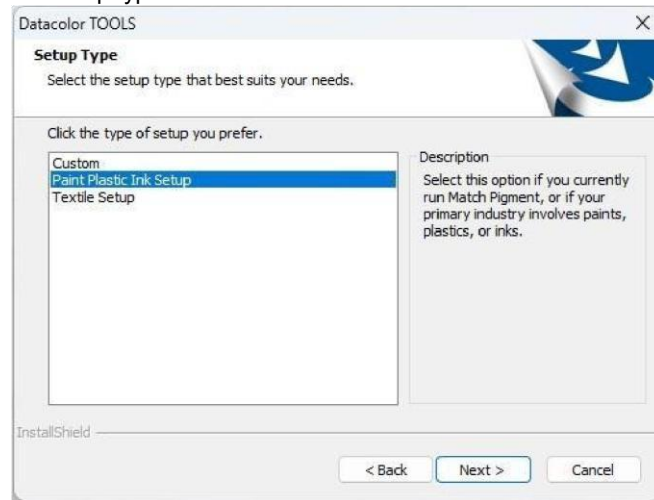 Datacolor TOOLS
Setup Type
Select the setup type that best suits your needs.
Click the type of setup you prefer.
Custom
Paint Plastic Ink Setup
Textile Setup
Description
Select this option if you currently
run Match Pigment, or if your
primary industry involves paints,
plastics, or inks.
InstallShield
< Back
Next >
Cancel